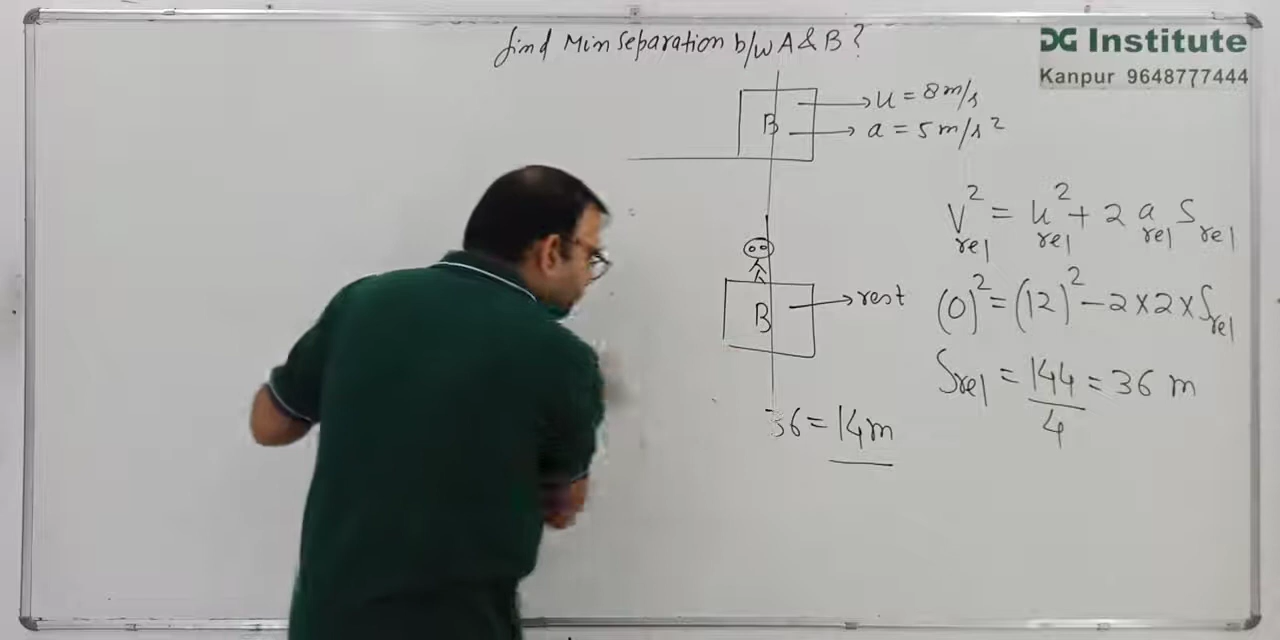 find Min Separation b/w A & B ?
DG Institute
Kanpur 9648777444
B
u = 8 m/s
a = 5 m/s²
V²rel = u²rel + 2 arel Srel
B
rest
(0)² = (12)² - 2×2×Srel
Srel = 144/4 = 36 m
36 = 14m